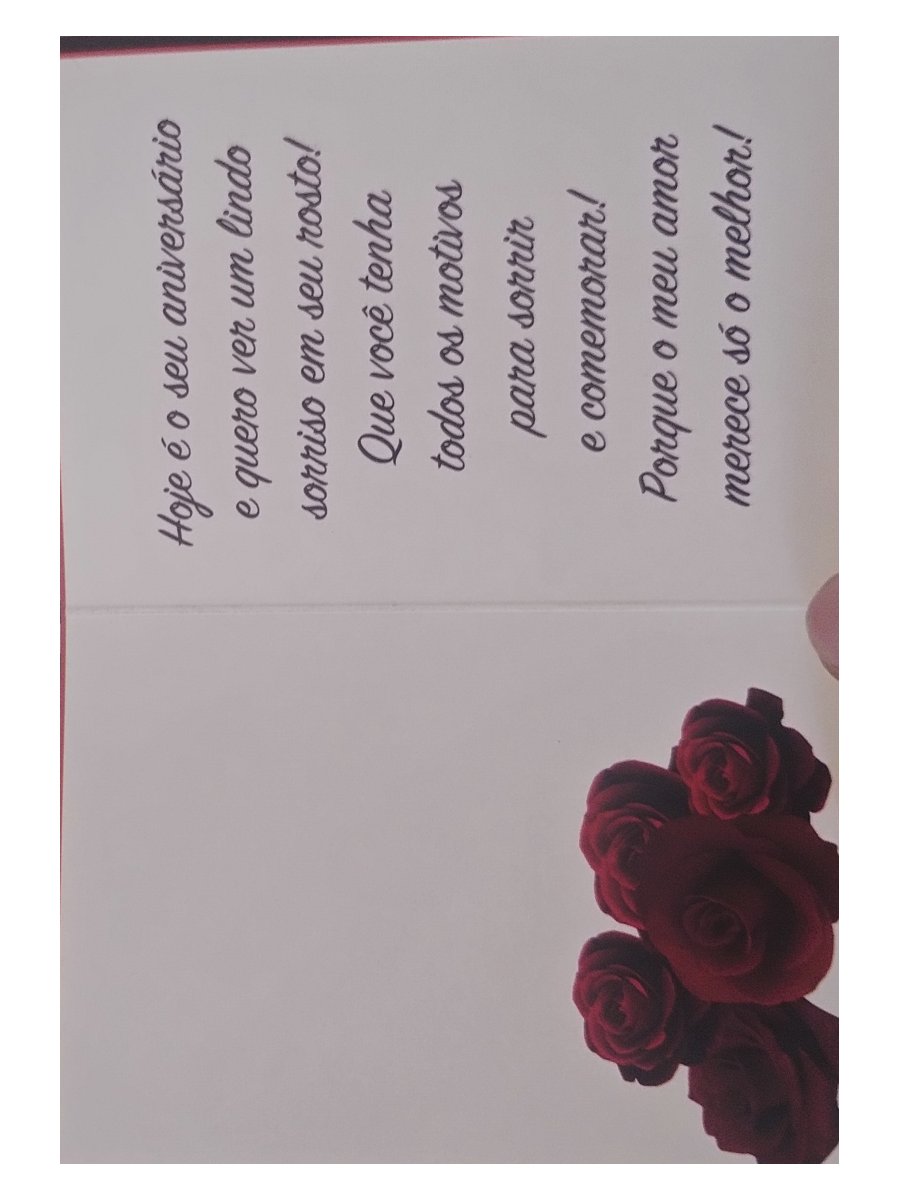 Hoje é o seu aniversário
e quero ver um lindo
sorriso em seu rosto!
Que você tenha
todos os motivos
para sorrir
e comemorar!
Porque o meu amor
merece só o melhor!